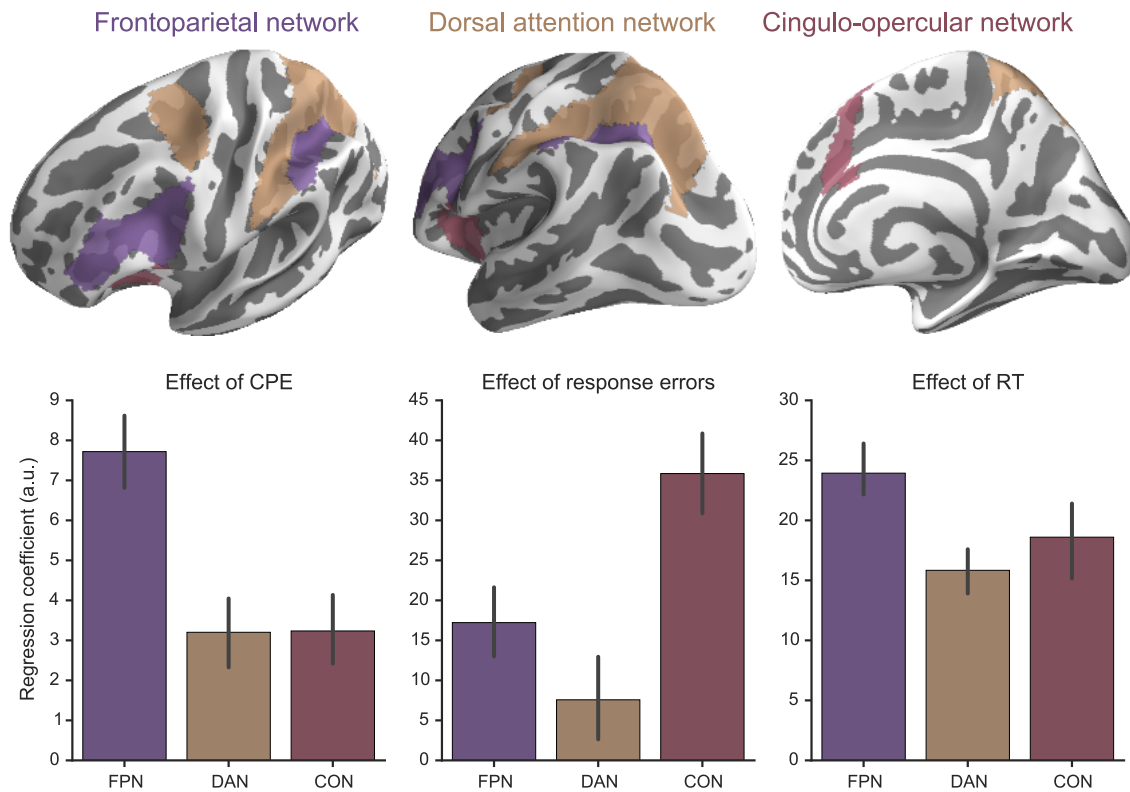 Frontoparietal network
Dorsal attention network
Cingulo-opercular network
Effect of CPE
Regression coefficient (a.u.)
9
8
7
6
5
4
3
2
1
0
FPN
DAN
CON
Effect of response errors
45
40
35
30
25
20
15
10
5
0
FPN
DAN
CON
Effect of RT
30
25
20
15
10
5
0
FPN
DAN
CON